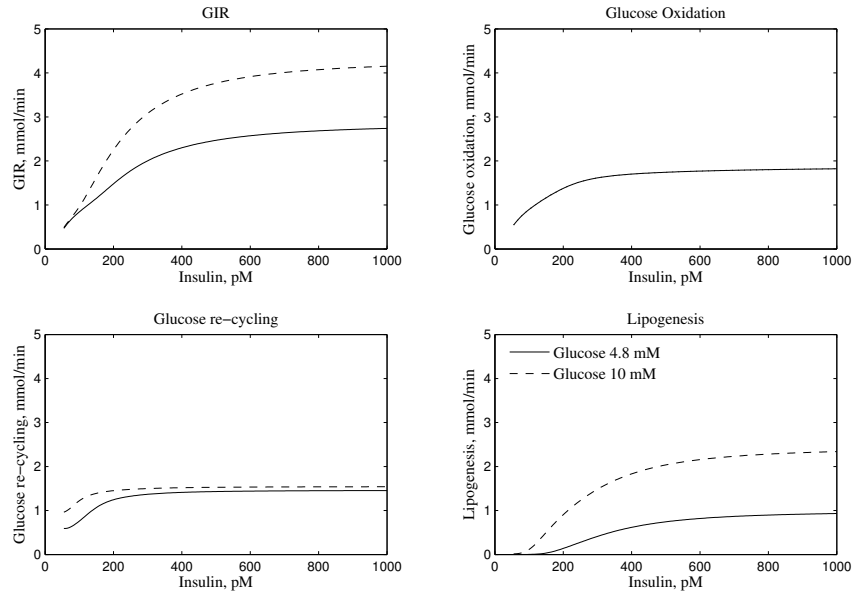 GIR
5
4
3
2
1
0
GIR, mmol/min
0 200 400 600 800 1000
Insulin, pM
Glucose Oxidation
5
4
3
2
1
0
Glucose oxidation, mmol/min
0 200 400 600 800 1000
Insulin, pM
Glucose re−cycling
5
4
3
2
1
0
Glucose re−cycling, mmol/min
0 200 400 600 800 1000
Insulin, pM
Lipogenesis
5
4
3
2
1
0
Lipogenesis, mmol/min
Glucose 4.8 mM
Glucose 10 mM
0 200 400 600 800 1000
Insulin, pM